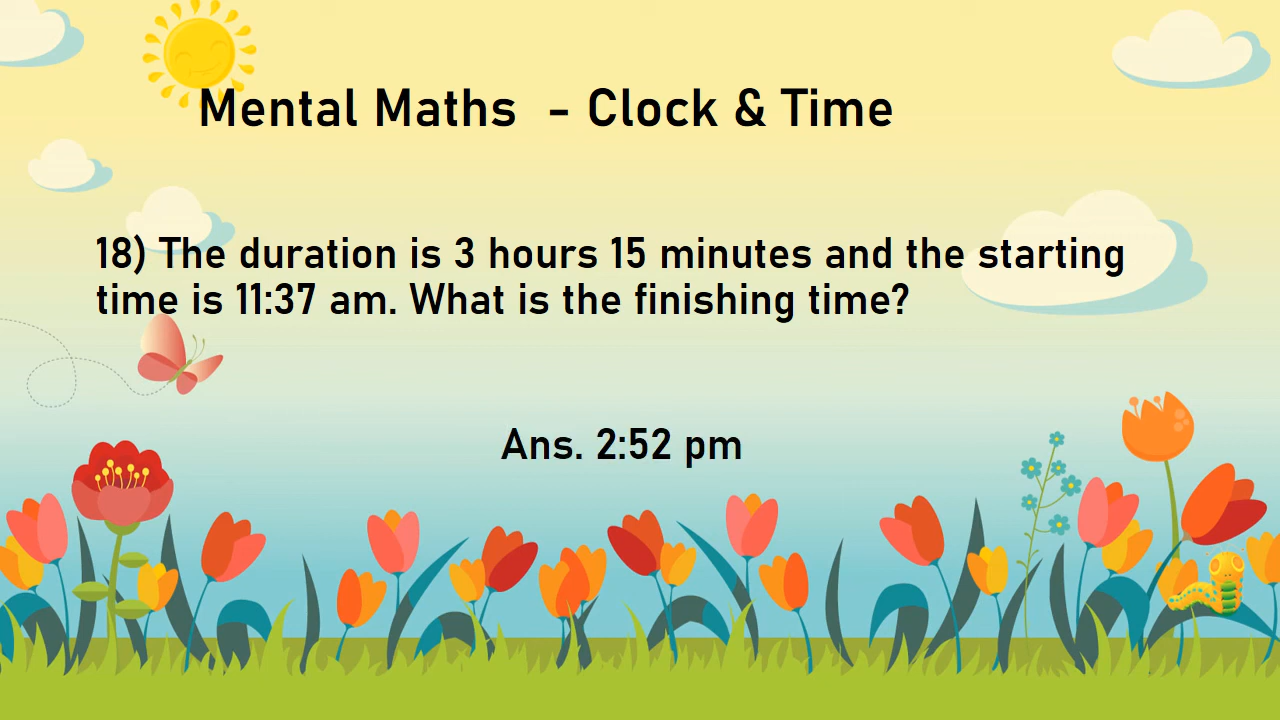 Mental Maths  - Clock & Time
18) The duration is 3 hours 15 minutes and the starting
time is 11:37 am. What is the finishing time?
Ans. 2:52 pm